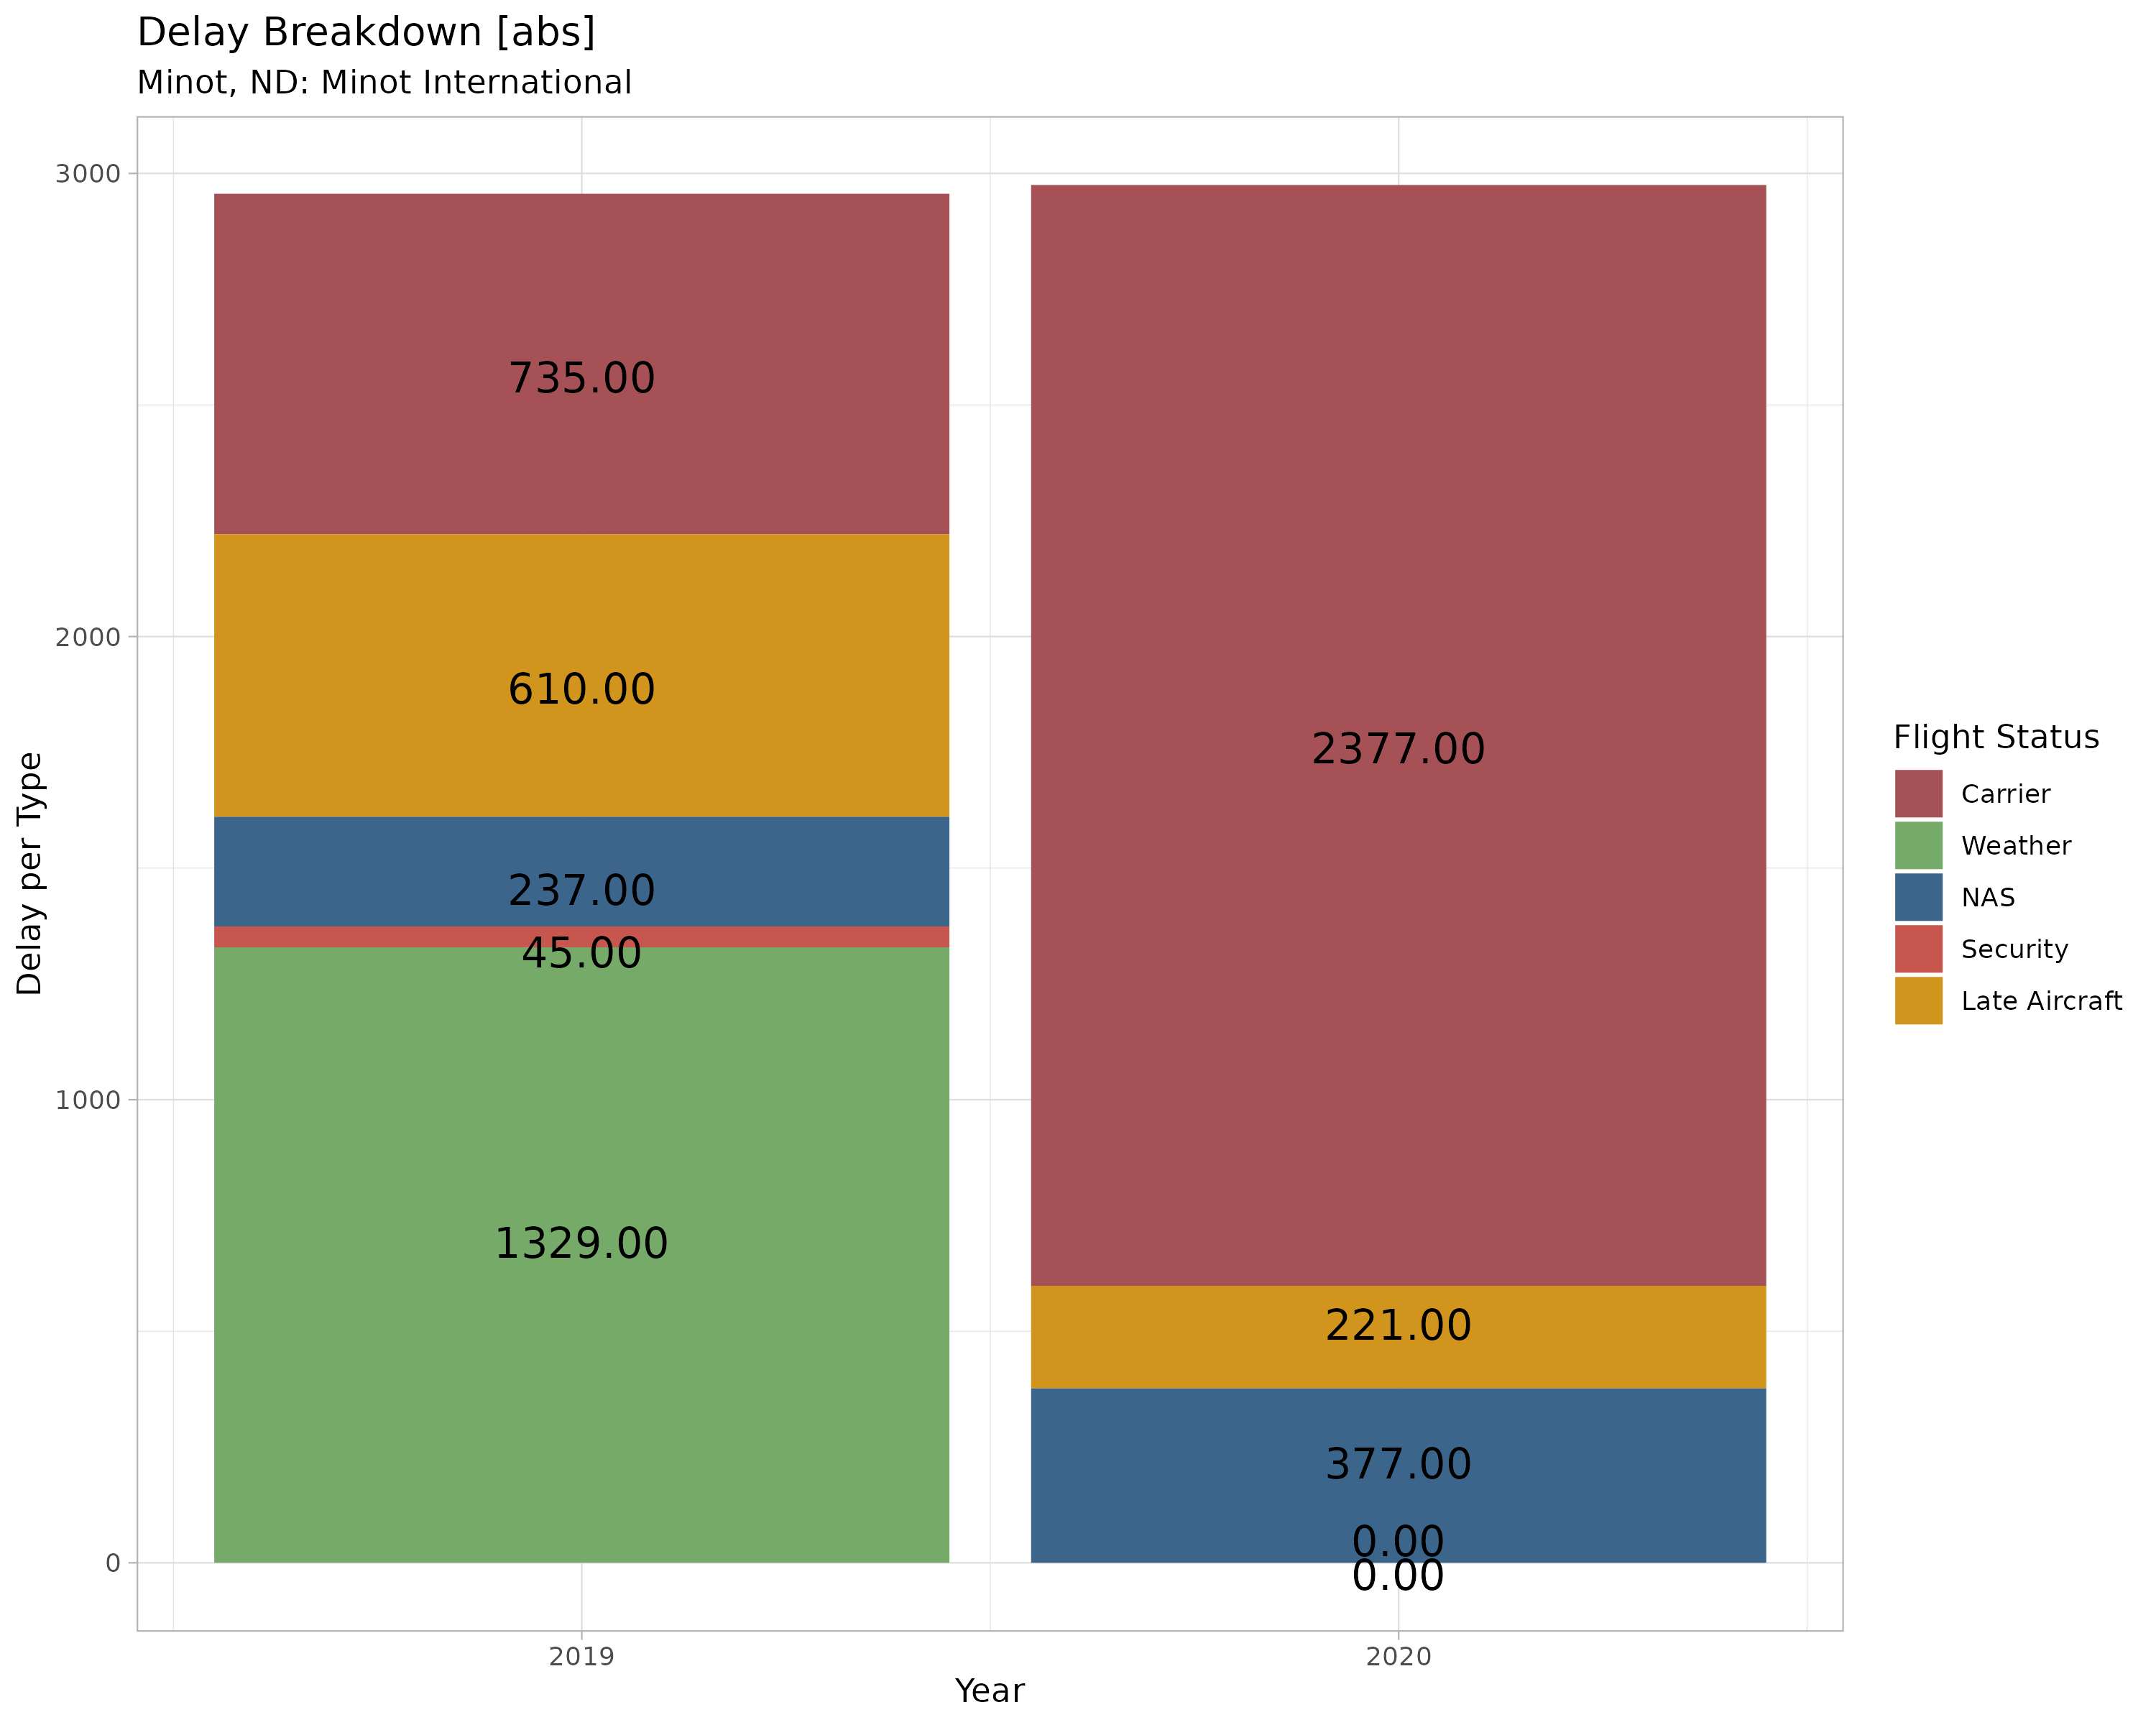 Delay Breakdown [abs]
Minot, ND: Minot International
Delay per Type
3000
2000
1000
0
735.00
610.00
237.00
45.00
1329.00
2377.00
221.00
377.00
0.00
0.00
2019
2020
Year
Flight Status
Carrier
Weather
NAS
Security
Late Aircraft